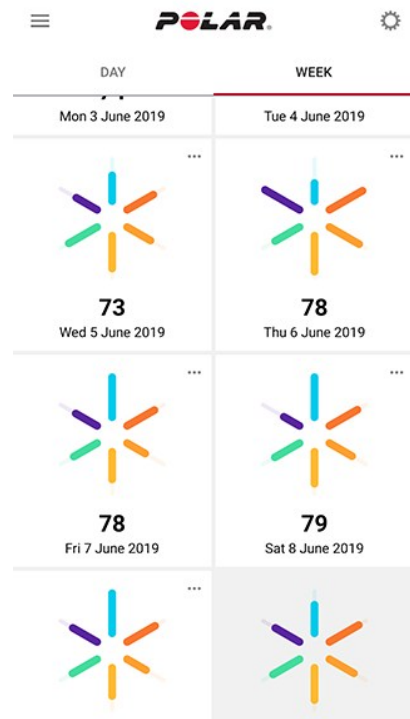 POLAR.
DAY WEEK
Mon 3 June 2019 Tue 4 June 2019
73 78
Wed 5 June 2019 Thu 6 June 2019
78 79
Fri 7 June 2019 Sat 8 June 2019